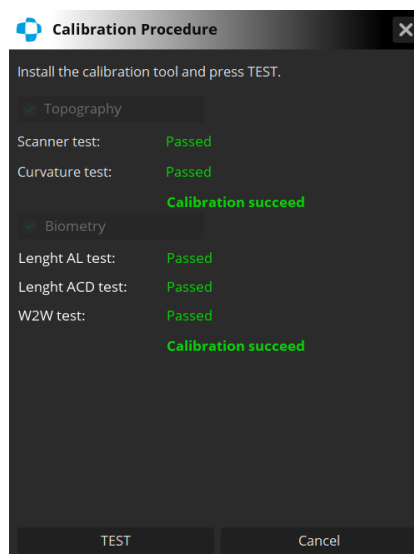 Calibration Procedure
Install the calibration tool and press TEST.
Topography
Scanner test: Passed
Curvature test: Passed
Calibration succeed
Biometry
Lenght AL test: Passed
Lenght ACD test: Passed
W2W test: Passed
Calibration succeed
TEST Cancel